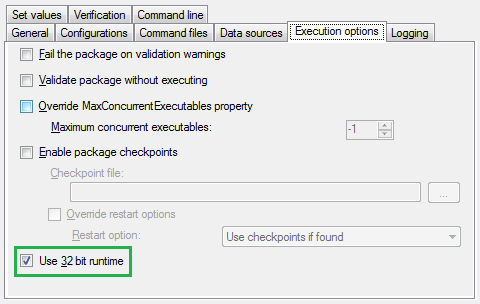 Set values Verification Command line
General Configurations Command files Data sources Execution options Logging
Fail the package on validation warnings
Validate package without executing
Override MaxConcurrentExecutables property
Maximum concurrent executables: -1
Enable package checkpoints
Checkpoint file:
...
Override restart options
Restart option: Use checkpoints if found
Use 32 bit runtime